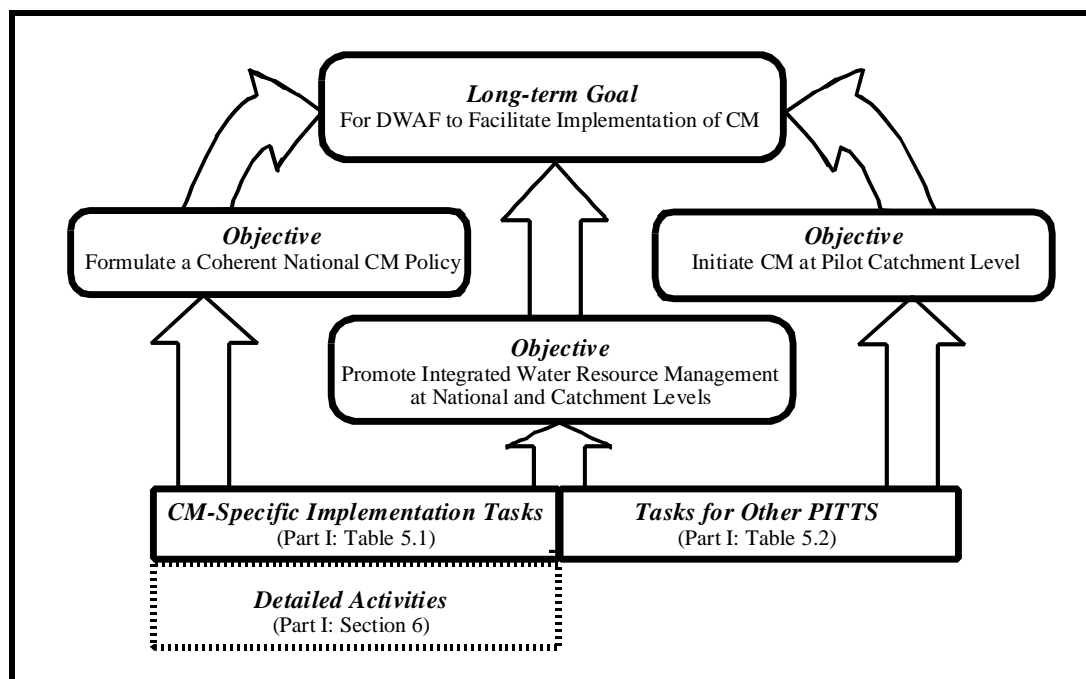 Long-term Goal
For DWAF to Facilitate Implementation of CM
Objective
Formulate a Coherent National CM Policy
Objective
Initiate CM at Pilot Catchment Level
Objective
Promote Integrated Water Resource Management
at National and Catchment Levels
CM-Specific Implementation Tasks
(Part I: Table 5.1)
Tasks for Other PITTS
(Part I: Table 5.2)
Detailed Activities
(Part I: Section 6)